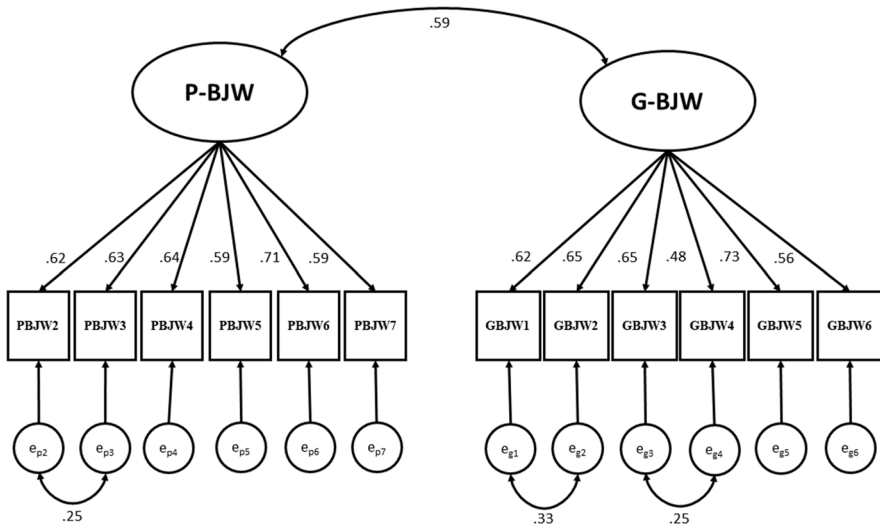 .59
P-BJW
G-BJW
.62 .63 .64 .59 .71 .59
.62 .65 .65 .48 .73 .56
PBJW2 PBJW3 PBJW4 PBJW5 PBJW6 PBJW7
GBJW1 GBJW2 GBJW3 GBJW4 GBJW5 GBJW6
ep2 ep3 ep4 ep5 ep6 ep7
eg1 eg2 eg3 eg4 eg5 eg6
.25
.33 .25